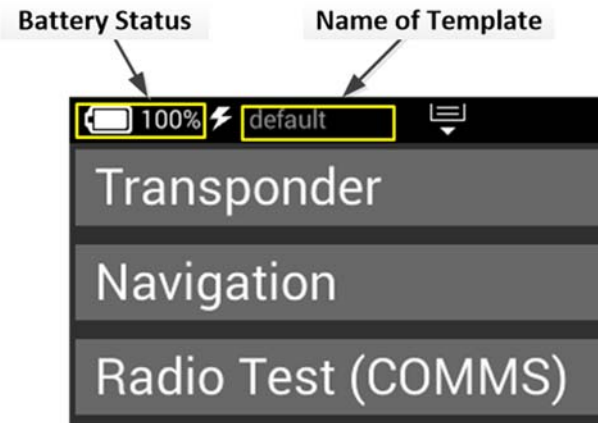 Battery Status Name of Template
100% default
Transponder
Navigation
Radio Test (COMMS)